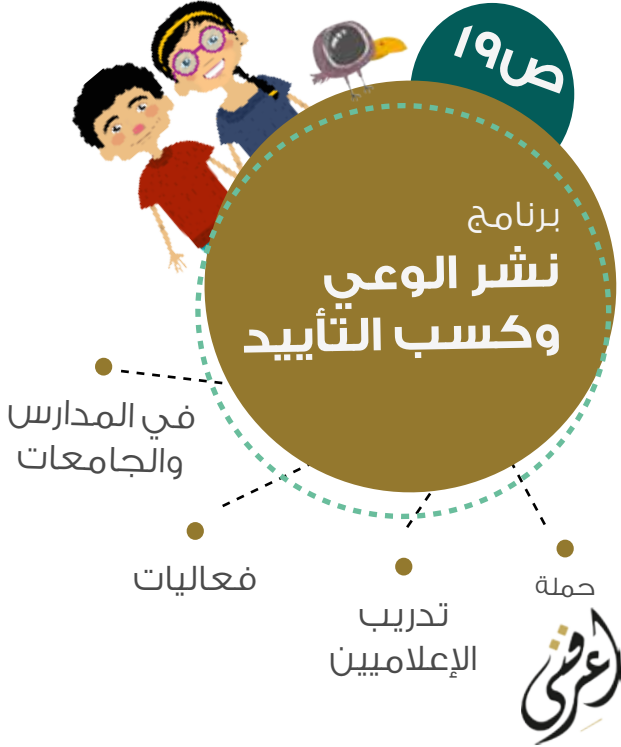 ص١٩
برنامج
نشر الوعي
وكسب التأييد
في المدارس
والجامعات
فعاليات
تدريب
الإعلاميين
حملة
اعرفني